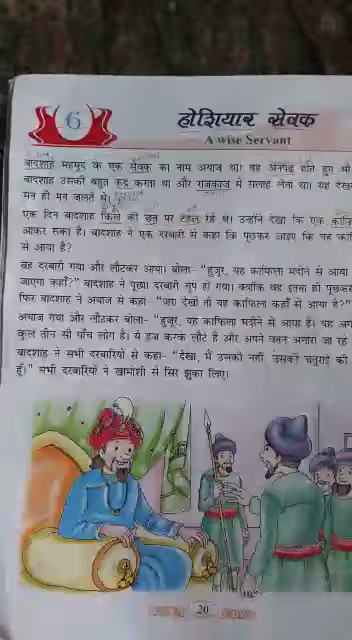 6
होशियार सेवक
A wise Servant
बादशाह महमूद के एक सेवक का नाम अयाज था। वह अनपढ़ होते हुए भी
बादशाह उसकी बहुत कद्र करता था और राजकाज में सलाह लेता था। यह देख
मन ही मन जलते थे।
एक दिन बादशाह किले की छत पर टहल रहे थे। उन्होंने देखा कि एक
आकर रुका है। बादशाह ने एक दरबारी से कहा कि पूछकर आइए कि यह
से आया है?
वह दरबारी गया और लौटकर आया। बोला- "हुजूर, यह काफिला मदीने से आया
जाएगा कहाँ?" बादशाह ने पूछा। दरबारी चुप हो गया। क्योंकि वह इतना ही पूछकर
फिर बादशाह ने अयाज से कहा- "जरा देखो तो यह काफिला कहाँ से आया है?"
अयाज गया और लौटकर बोला- "हुजूर, यह काफिला मदीने से आया है। यह
कुल तीन सौ पाँच लोग है। ये हज करके लौटे हैं और अपने वतन जा रहे
बादशाह ने सभी दरबारियों से कहा- "देखा, मैं उसकी नहीं उसकी चतुराई की
हूँ।" सभी दरबारियों ने खामोशी से सिर झुका लिए।
20